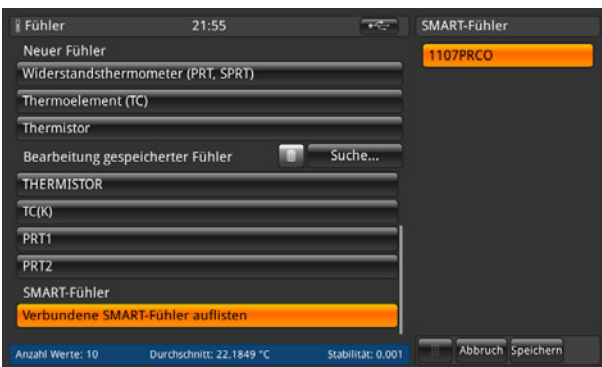 Fühler 21:55 SMART-Fühler
Neuer Fühler
1107PRCO
Widerstandsthermometer (PRT, SPRT)
Thermoelement (TC)
Thermistor
Bearbeitung gespeicherter Fühler Suche...
THERMISTOR
TC(K)
PRT1
PRT2
SMART-Fühler
Verbundene SMART-Fühler auflisten
Anzahl Werte: 10 Durchschnitt: 22.1849 °C Stabilität: 0.001
Abbruch Speichern